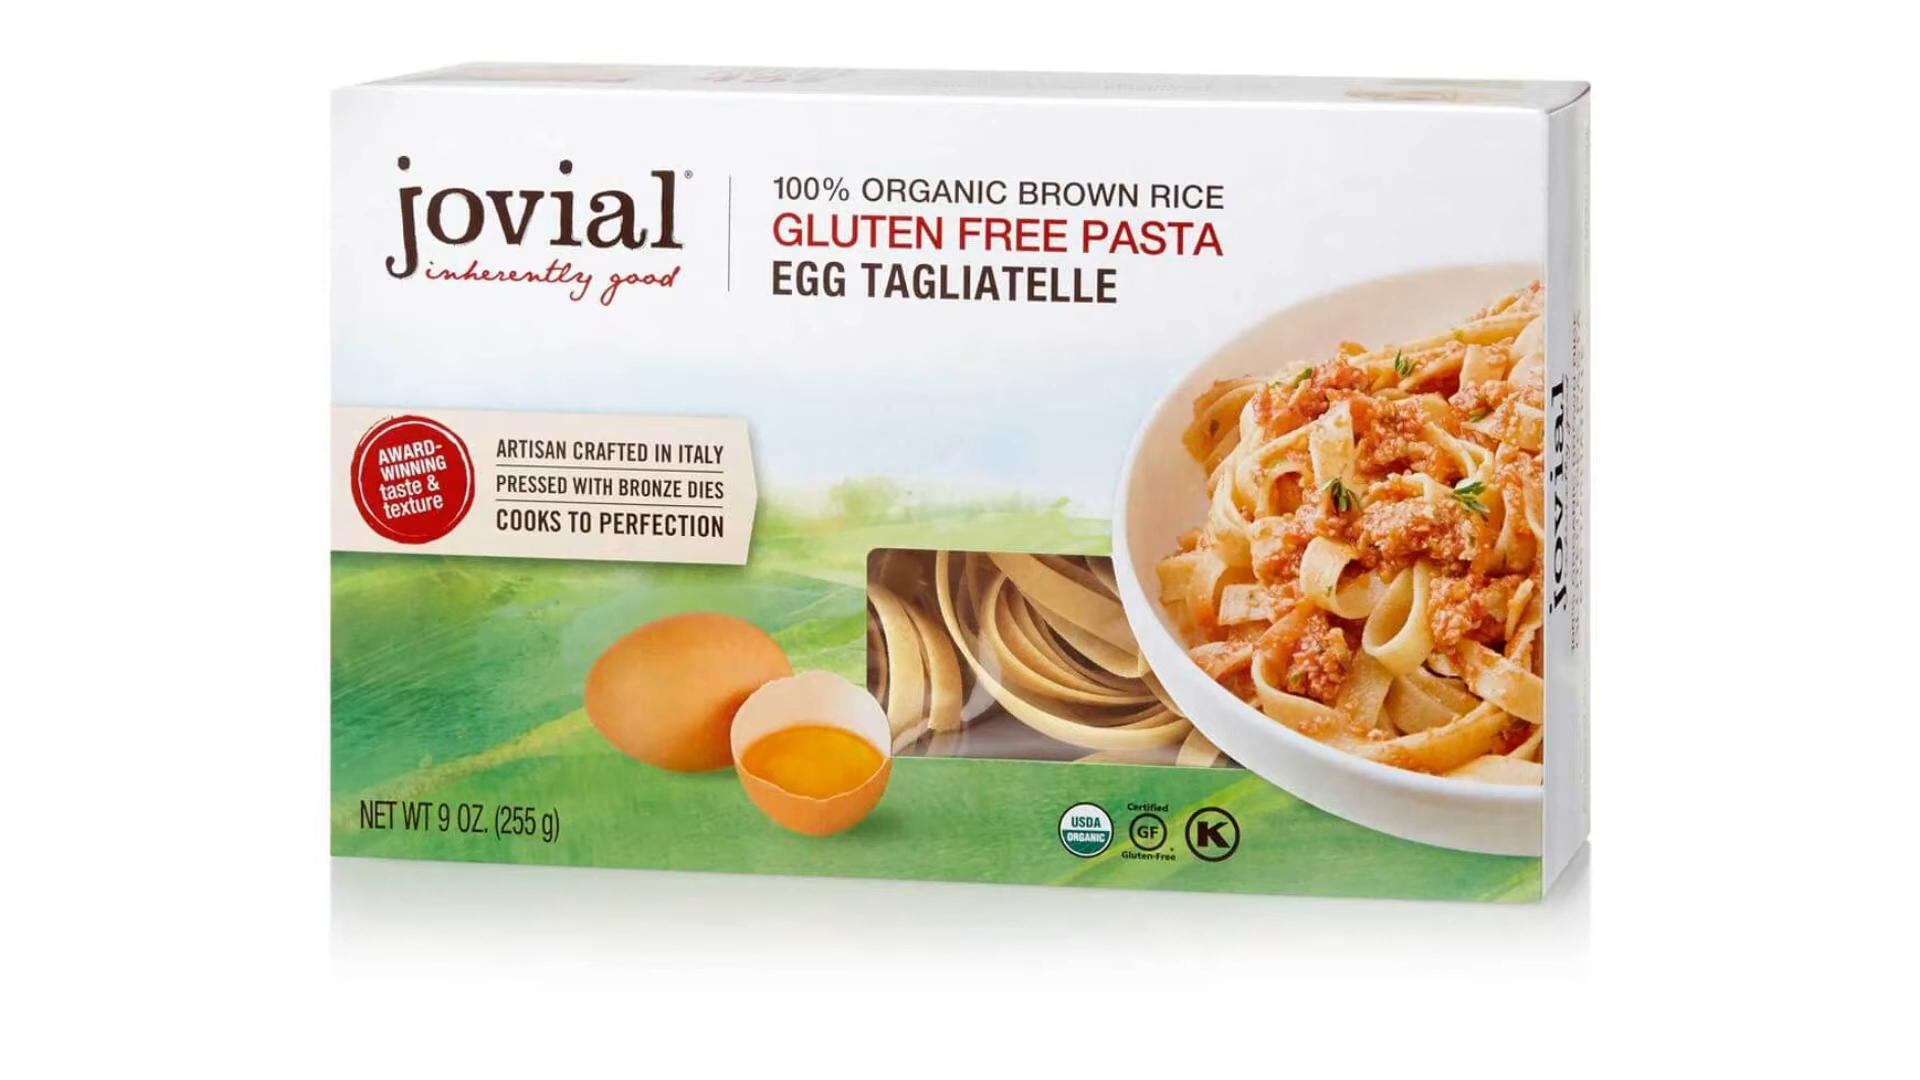 jovial®
inherently good
100% ORGANIC BROWN RICE
GLUTEN FREE PASTA
EGG TAGLIATELLE
AWARD-
WINNING
taste &
texture
ARTISAN CRAFTED IN ITALY
PRESSED WITH BRONZE DIES
COOKS TO PERFECTION
NET WT 9 OZ. (255 g)
USDA
ORGANIC
Certified
GF
Gluten-Free
K
jovial